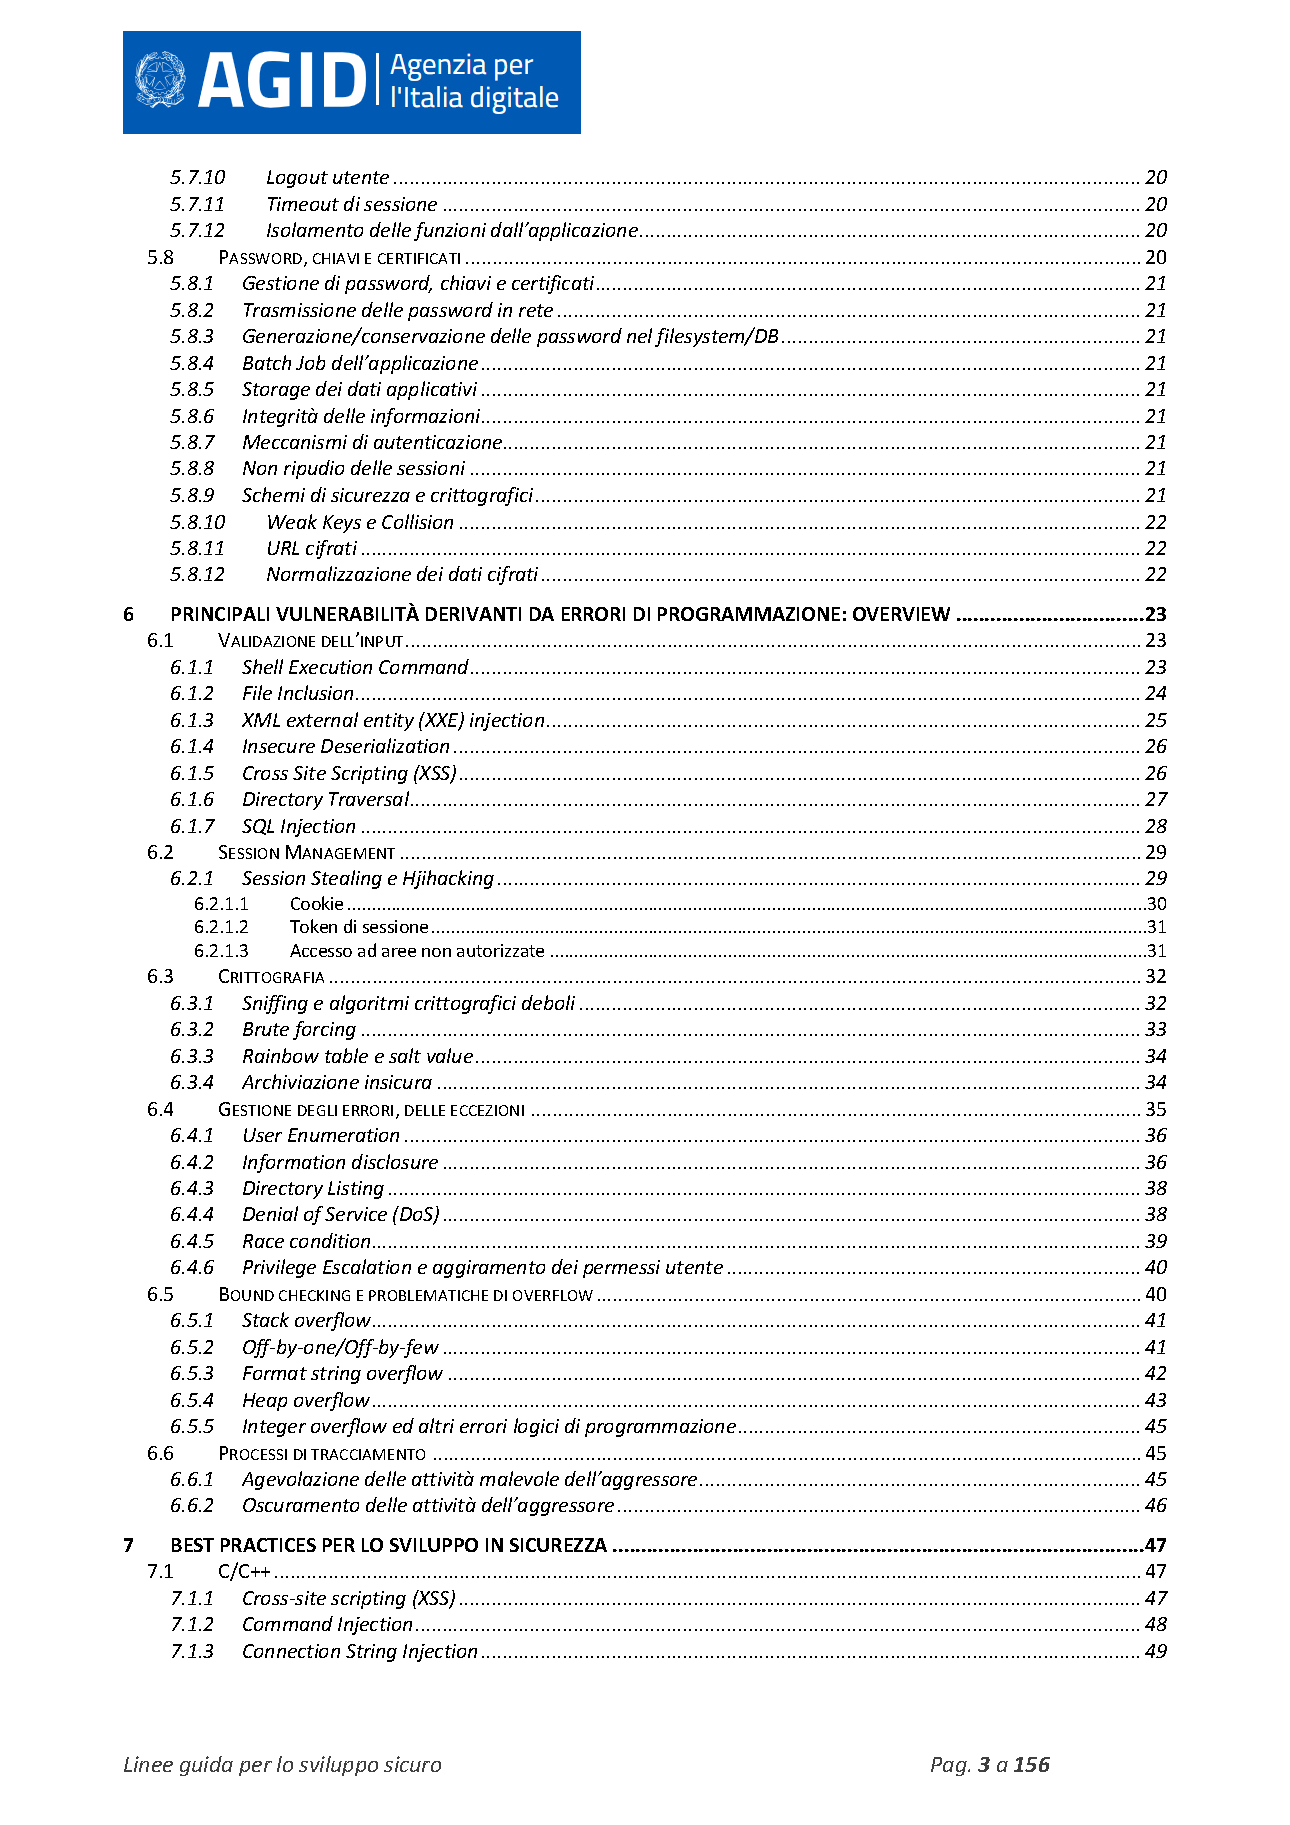 AGID
Agenzia per
l'Italia digitale
5.7.10 Logout utente 20
5.7.11 Timeout di sessione 20
5.7.12 Isolamento delle funzioni dall’applicazione 20
5.8 Password, chiavi e certificati 20
5.8.1 Gestione di password, chiavi e certificati 21
5.8.2 Trasmissione delle password in rete 21
5.8.3 Generazione/conservazione delle password nel filesystem/DB 21
5.8.4 Batch Job dell’applicazione 21
5.8.5 Storage dei dati applicativi 21
5.8.6 Integrità delle informazioni 21
5.8.7 Meccanismi di autenticazione 21
5.8.8 Non ripudio delle sessioni 21
5.8.9 Schemi di sicurezza e crittografici 21
5.8.10 Weak Keys e Collision 22
5.8.11 URL cifrati 22
5.8.12 Normalizzazione dei dati cifrati 22
6 PRINCIPALI VULNERABILITÀ DERIVANTI DA ERRORI DI PROGRAMMAZIONE: OVERVIEW 23
6.1 Validazione dell’input 23
6.1.1 Shell Execution Command 23
6.1.2 File Inclusion 24
6.1.3 XML external entity (XXE) injection 25
6.1.4 Insecure Deserialization 26
6.1.5 Cross Site Scripting (XSS) 26
6.1.6 Directory Traversal 27
6.1.7 SQL Injection 28
6.2 Session Management 29
6.2.1 Session Stealing e Hjihacking 29
6.2.1.1 Cookie 30
6.2.1.2 Token di sessione 31
6.2.1.3 Accesso ad aree non autorizzate 31
6.3 Crittografia 32
6.3.1 Sniffing e algoritmi crittografici deboli 32
6.3.2 Brute forcing 33
6.3.3 Rainbow table e salt value 34
6.3.4 Archiviazione insicura 34
6.4 Gestione degli errori, delle eccezioni 35
6.4.1 User Enumeration 36
6.4.2 Information disclosure 36
6.4.3 Directory Listing 38
6.4.4 Denial of Service (DoS) 38
6.4.5 Race condition 39
6.4.6 Privilege Escalation e aggiramento dei permessi utente 40
6.5 Bound checking e problematiche di overflow 40
6.5.1 Stack overflow 41
6.5.2 Off-by-one/Off-by-few 41
6.5.3 Format string overflow 42
6.5.4 Heap overflow 43
6.5.5 Integer overflow ed altri errori logici di programmazione 45
6.6 Processi di tracciamento 45
6.6.1 Agevolazione delle attività malevole dell’aggressore 45
6.6.2 Oscuramento delle attività dell’aggressore 46
7 BEST PRACTICES PER LO SVILUPPO IN SICUREZZA 47
7.1 C/C++ 47
7.1.1 Cross-site scripting (XSS) 47
7.1.2 Command Injection 48
7.1.3 Connection String Injection 49
Linee guida per lo sviluppo sicuro Pag. 3 a 156